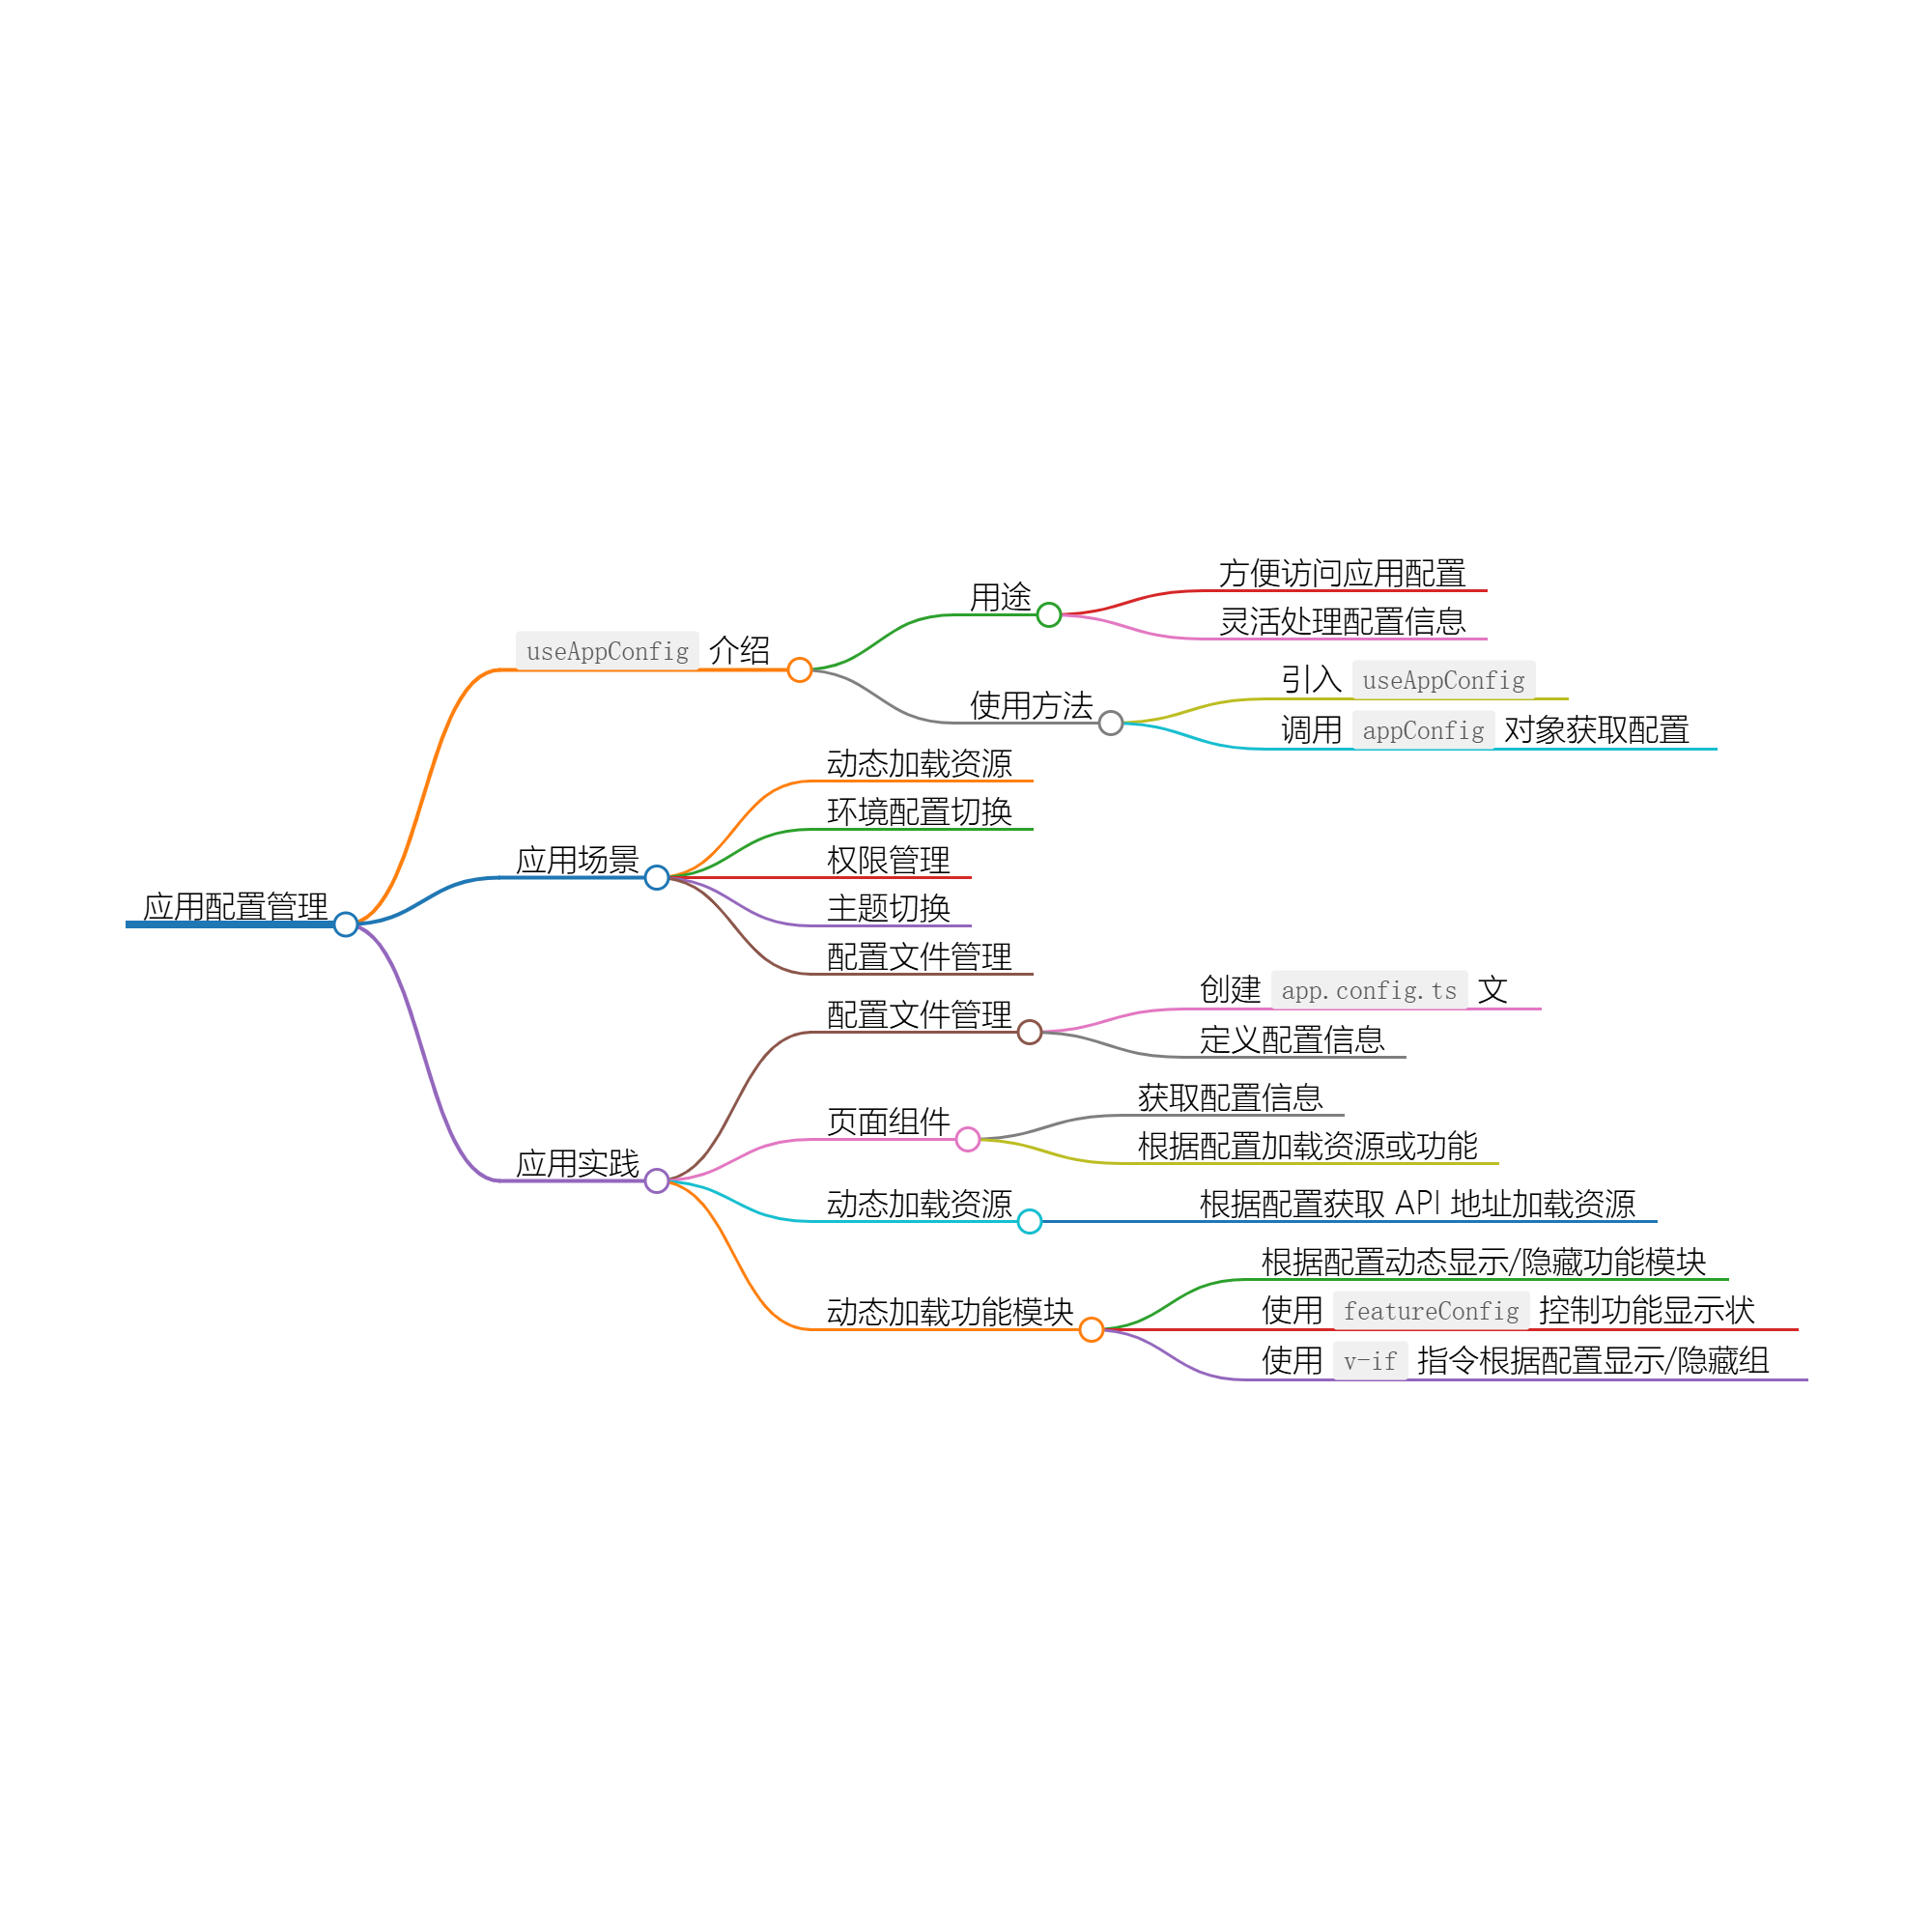 应用配置管理
useAppConfig 介绍
用途
方便访问应用配置
灵活处理配置信息
使用方法
引入 useAppConfig
调用 appConfig 对象获取配置
应用场景
动态加载资源
环境配置切换
权限管理
主题切换
配置文件管理
应用实践
配置文件管理
创建 app.config.ts 文
定义配置信息
页面组件
获取配置信息
根据配置加载资源或功能
动态加载资源
根据配置获取 API 地址加载资源
动态加载功能模块
根据配置动态显示/隐藏功能模块
使用 featureConfig 控制功能显示状
使用 v-if 指令根据配置显示/隐藏组